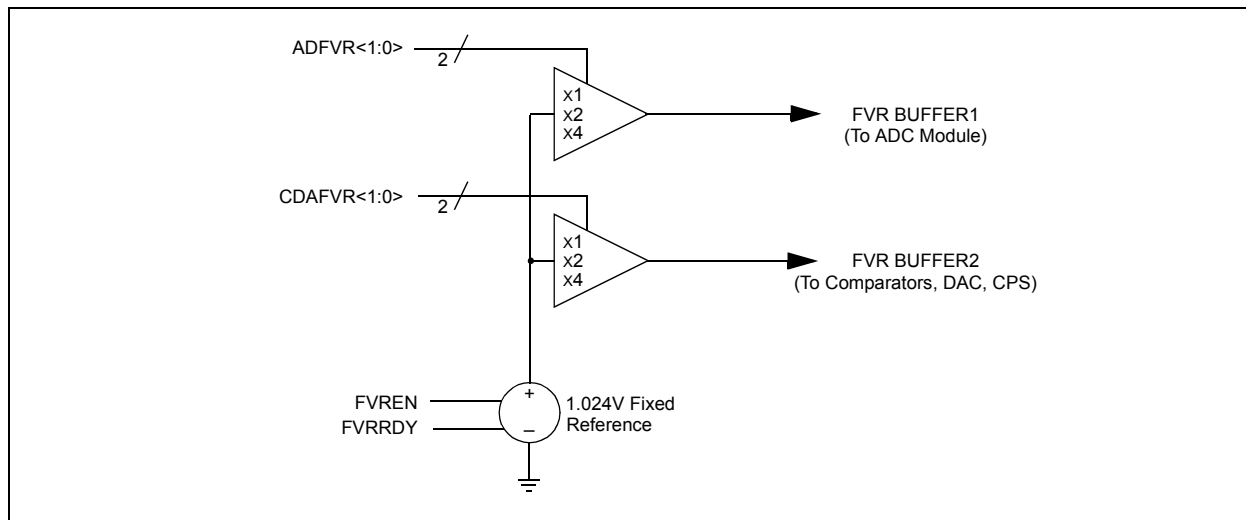 ADFVR<1:0>
2
x1
x2
x4
FVR BUFFER1
(To ADC Module)
CDAFVR<1:0>
2
x1
x2
x4
FVR BUFFER2
(To Comparators, DAC, CPS)
FVREN
FVRRDY
+
–
1.024V Fixed
Reference